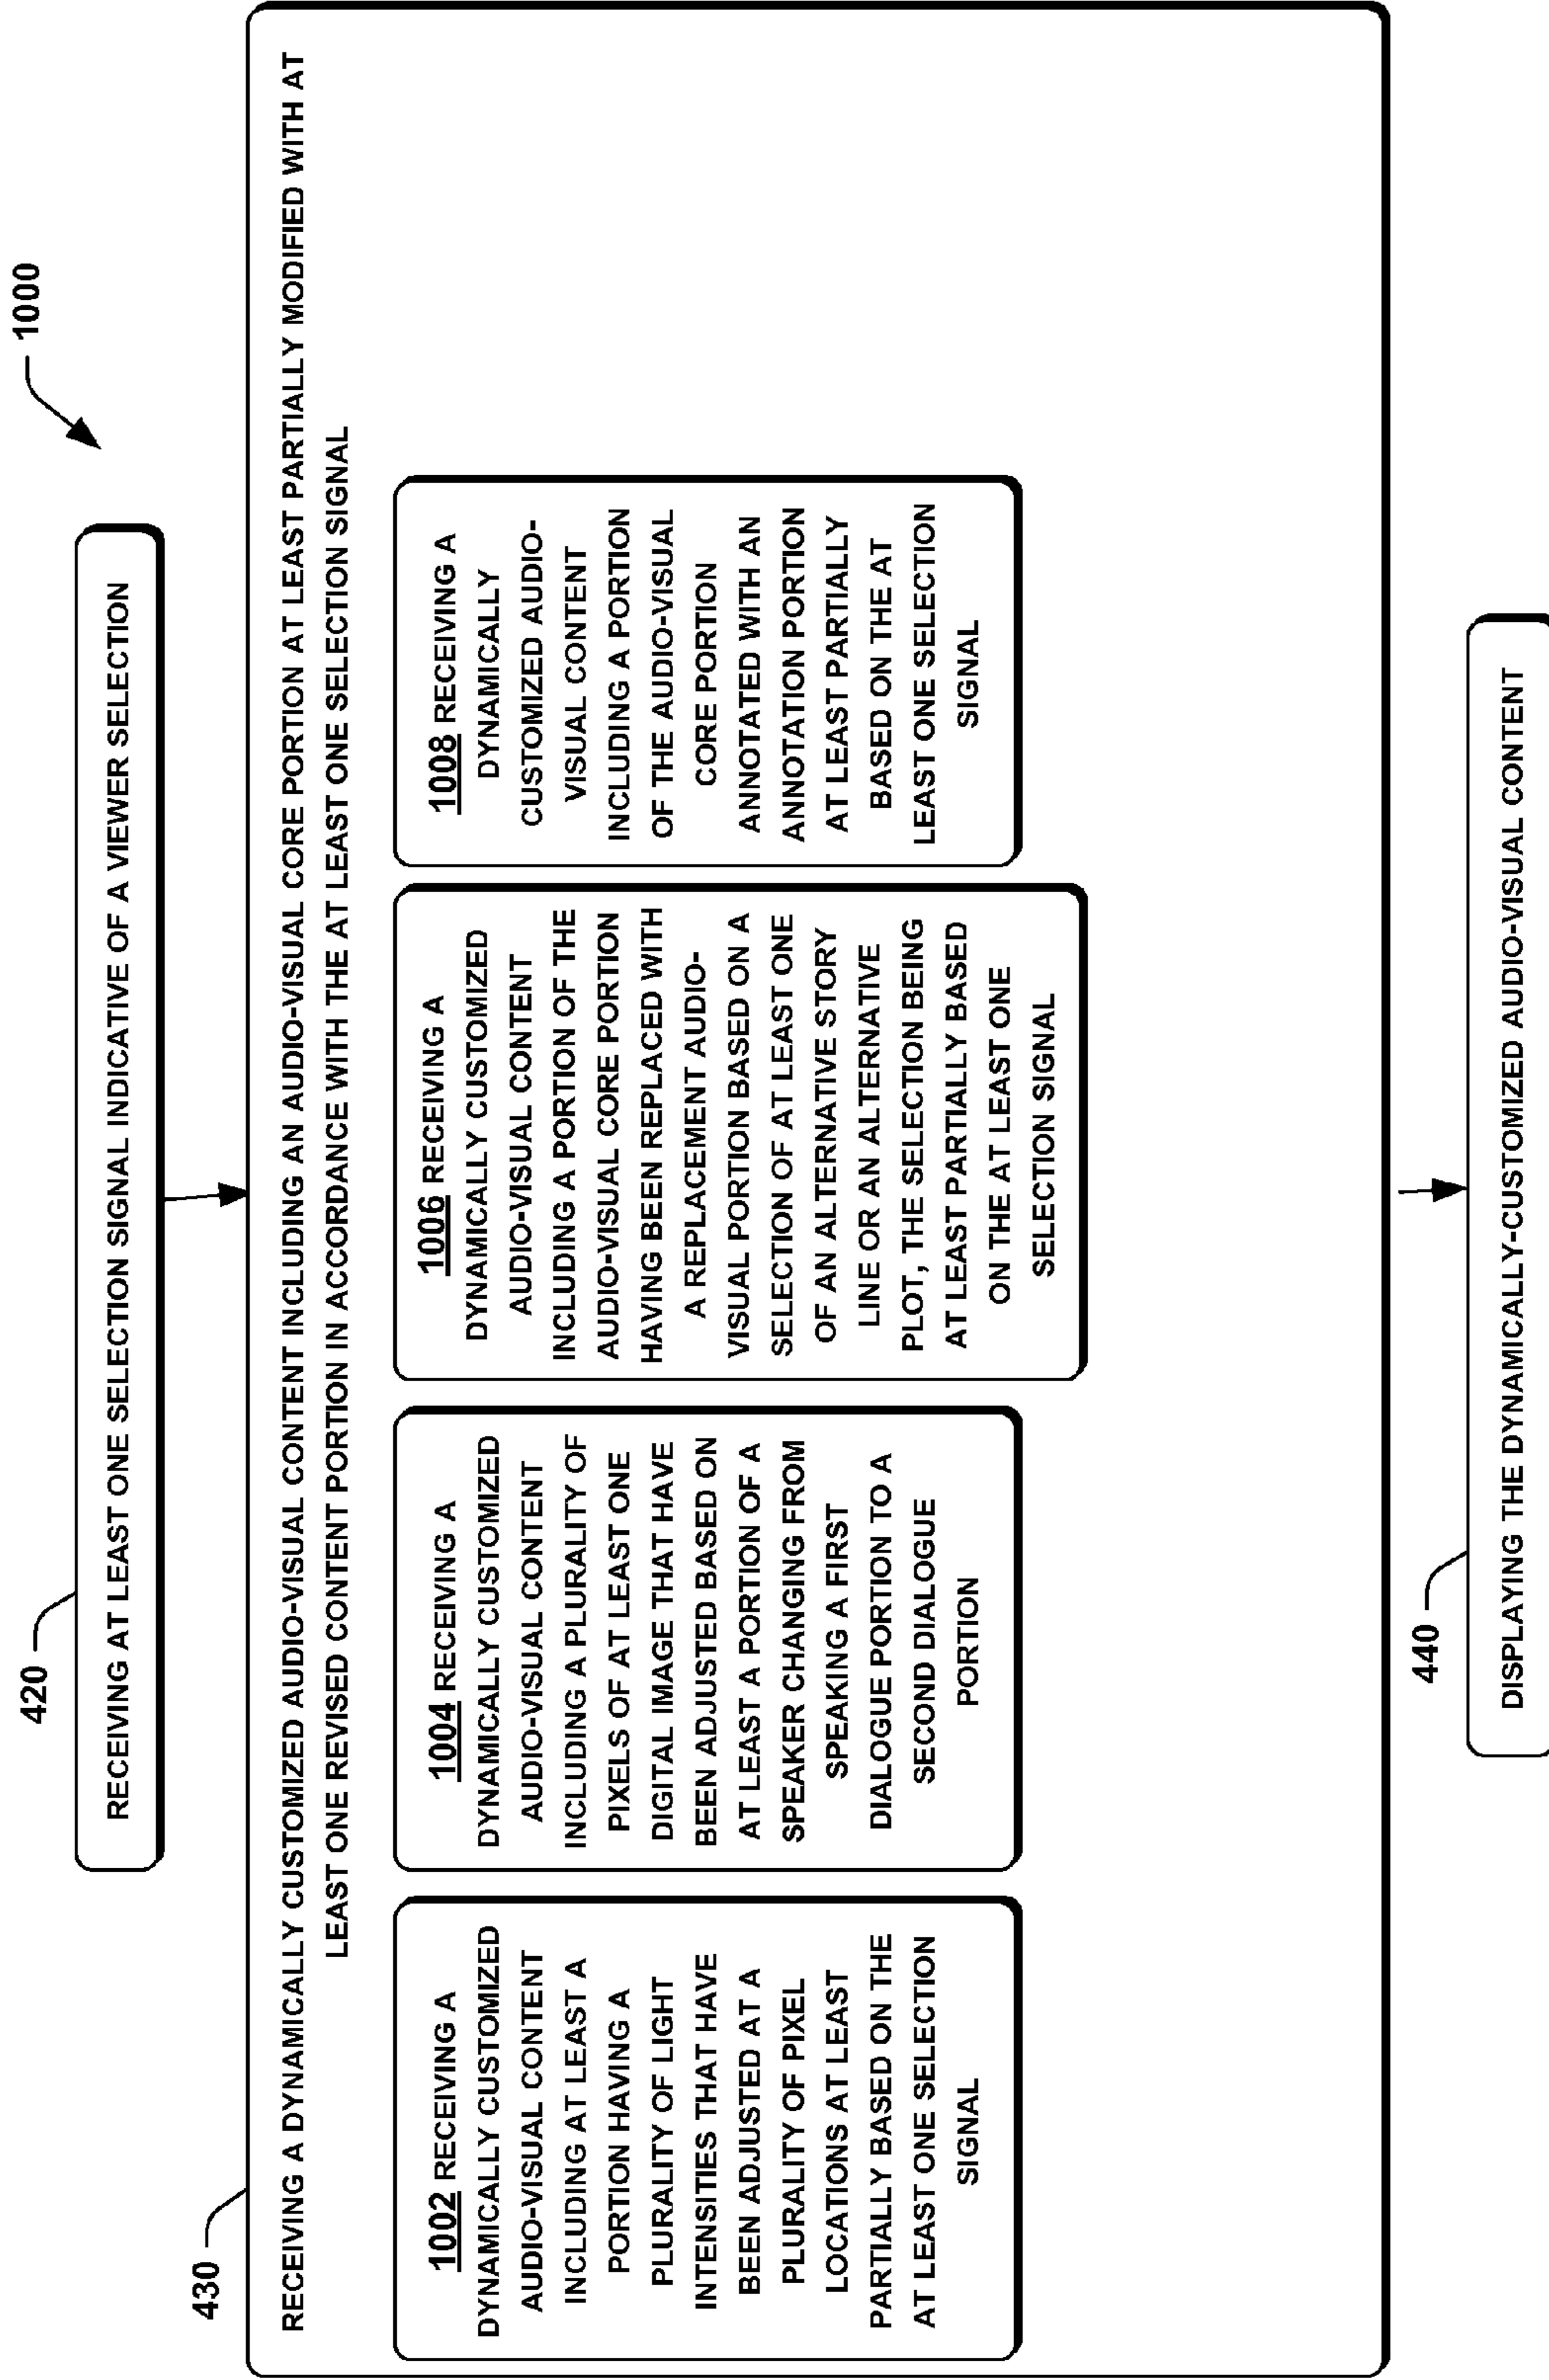 1000
420
RECEIVING AT LEAST ONE SELECTION SIGNAL INDICATIVE OF A VIEWER SELECTION
430
RECEIVING A DYNAMICALLY CUSTOMIZED AUDIO-VISUAL CONTENT INCLUDING AN AUDIO-VISUAL CORE PORTION AT LEAST PARTIALLY MODIFIED WITH AT
LEAST ONE REVISED CONTENT PORTION IN ACCORDANCE WITH THE AT LEAST ONE SELECTION SIGNAL
1002 RECEIVING A
DYNAMICALLY CUSTOMIZED
AUDIO-VISUAL CONTENT
INCLUDING AT LEAST A
PORTION HAVING A
PLURALITY OF LIGHT
INTENSITIES THAT HAVE
BEEN ADJUSTED AT A
PLURALITY OF PIXEL
LOCATIONS AT LEAST
PARTIALLY BASED ON THE
AT LEAST ONE SELECTION
SIGNAL
1004 RECEIVING A
DYNAMICALLY CUSTOMIZED
AUDIO-VISUAL CONTENT
INCLUDING A PLURALITY OF
PIXELS OF AT LEAST ONE
DIGITAL IMAGE THAT HAVE
BEEN ADJUSTED BASED ON
AT LEAST A PORTION OF A
SPEAKER CHANGING FROM
SPEAKING A FIRST
DIALOGUE PORTION TO A
SECOND DIALOGUE
PORTION
1006 RECEIVING A
DYNAMICALLY CUSTOMIZED
AUDIO-VISUAL CONTENT
INCLUDING A PORTION OF THE
AUDIO-VISUAL CORE PORTION
HAVING BEEN REPLACED WITH
A REPLACEMENT AUDIO-
VISUAL PORTION BASED ON A
SELECTION OF AT LEAST ONE
OF AN ALTERNATIVE STORY
LINE OR AN ALTERNATIVE
PLOT, THE SELECTION BEING
AT LEAST PARTIALLY BASED
ON THE AT LEAST ONE
SELECTION SIGNAL
1008 RECEIVING A
DYNAMICALLY
CUSTOMIZED AUDIO-
VISUAL CONTENT
INCLUDING A PORTION
OF THE AUDIO-VISUAL
CORE PORTION
ANNOTATED WITH AN
ANNOTATION PORTION
AT LEAST PARTIALLY
BASED ON THE AT
LEAST ONE SELECTION
SIGNAL
440
DISPLAYING THE DYNAMICALLY-CUSTOMIZED AUDIO-VISUAL CONTENT